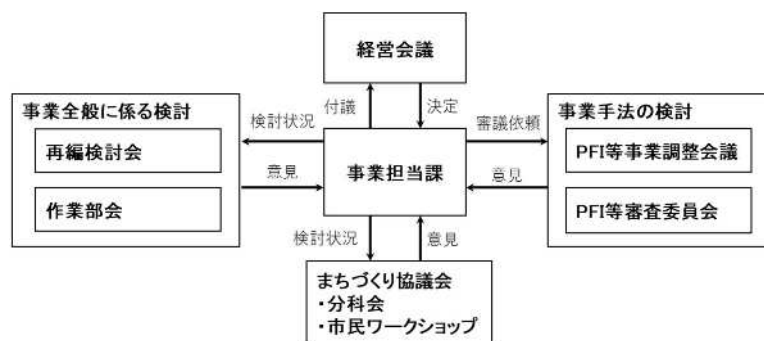 経営会議
付議
決定
事業全般に係る検討
再編検討会
作業部会
検討状況
意見
事業担当課
審議依頼
意見
事業手法の検討
PFI等事業調整会議
PFI等審査委員会
検討状況
意見
まちづくり協議会
・分科会
・市民ワークショップ